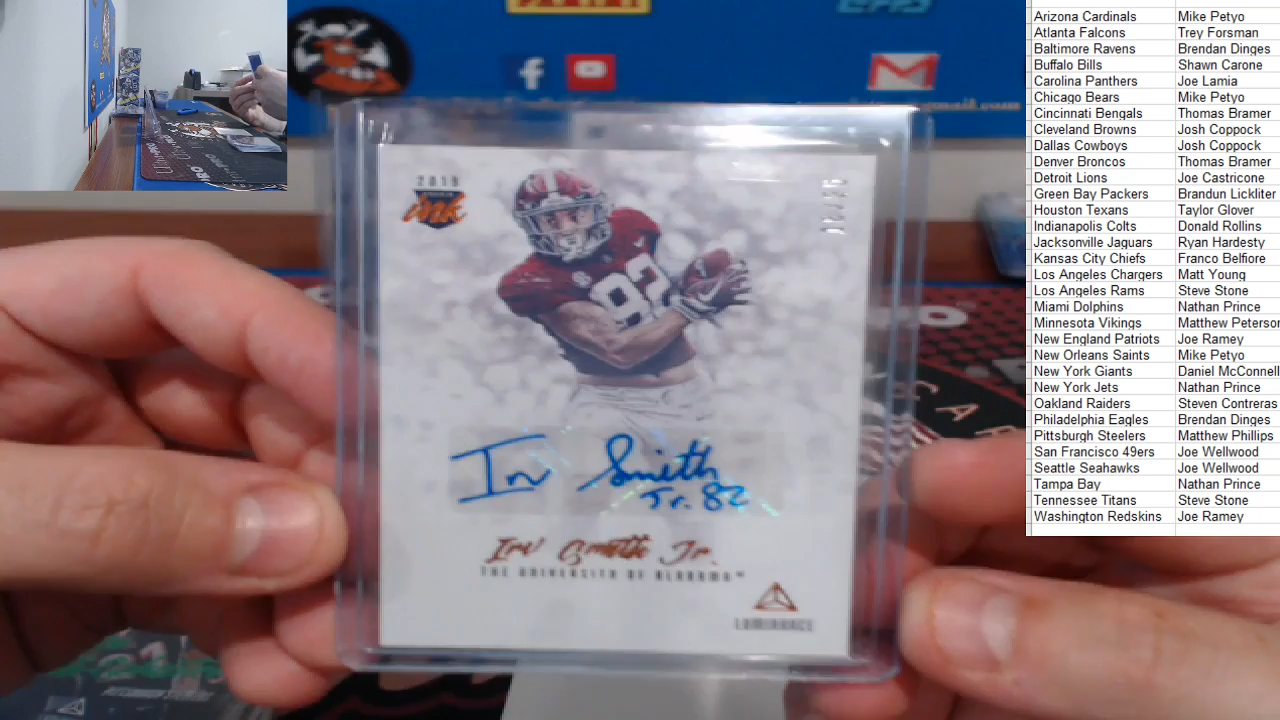 Arizona Cardinals Mike Petyo
Atlanta Falcons Trey Forsman
Baltimore Ravens Brendan Dinges
Buffalo Bills Shawn Carone
Carolina Panthers Joe Lamia
Chicago Bears Mike Petyo
Cincinnati Bengals Thomas Bramer
Cleveland Browns Josh Coppock
Dallas Cowboys Josh Coppock
Denver Broncos Thomas Bramer
Detroit Lions Joe Castricone
Green Bay Packers Brandun Lickliter
Houston Texans Taylor Glover
Indianapolis Colts Donald Rollins
Jacksonville Jaguars Ryan Hardesty
Kansas City Chiefs Franco Belfiore
Los Angeles Chargers Matt Young
Los Angeles Rams Steve Stone
Miami Dolphins Nathan Prince
Minnesota Vikings Matthew Peterso
New England Patriots Joe Ramey
New Orleans Saints Mike Petyo
New York Giants Daniel McConnell
New York Jets Nathan Prince
Oakland Raiders Steven Contreras
Philadelphia Eagles Brendan Dinges
Pittsburgh Steelers Matthew Phillips
San Francisco 49ers Joe Wellwood
Seattle Seahawks Joe Wellwood
Tampa Bay Nathan Prince
Tennessee Titans Steve Stone
Washington Redskins Joe Ramey
2019
ink
82
Irv Smith
Jr. 82
Irv Smith Jr.
THE UNIVERSITY OF ALABAMA™
LUMINANCE